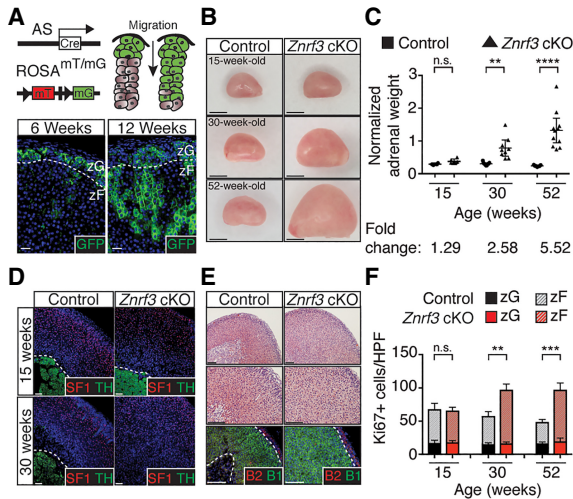 A
AS
Cre
Migration
ROSA mT/mG
mT
mG
6 Weeks
12 Weeks
zG
zF
zG
zF
GFP
GFP
B
Control
Znrf3 cKO
15-week-old
30-week-old
52-week-old
C
Control
Znrf3 cKO
Normalized
adrenal weight
3
2
1
0
n.s.
**
****
15
30
52
Age (weeks)
Fold
change: 1.29 2.58 5.52
D
Control
Znrf3 cKO
15 weeks
SF1 TH
SF1 TH
30 weeks
SF1 TH
SF1 TH
E
Control
Znrf3 cKO
B2 B1
B2 B1
F
Control zG zF
Znrf3 cKO zG zF
Ki67+ cells/HPF
150
100
50
0
n.s.
**
***
15
30
52
Age (weeks)